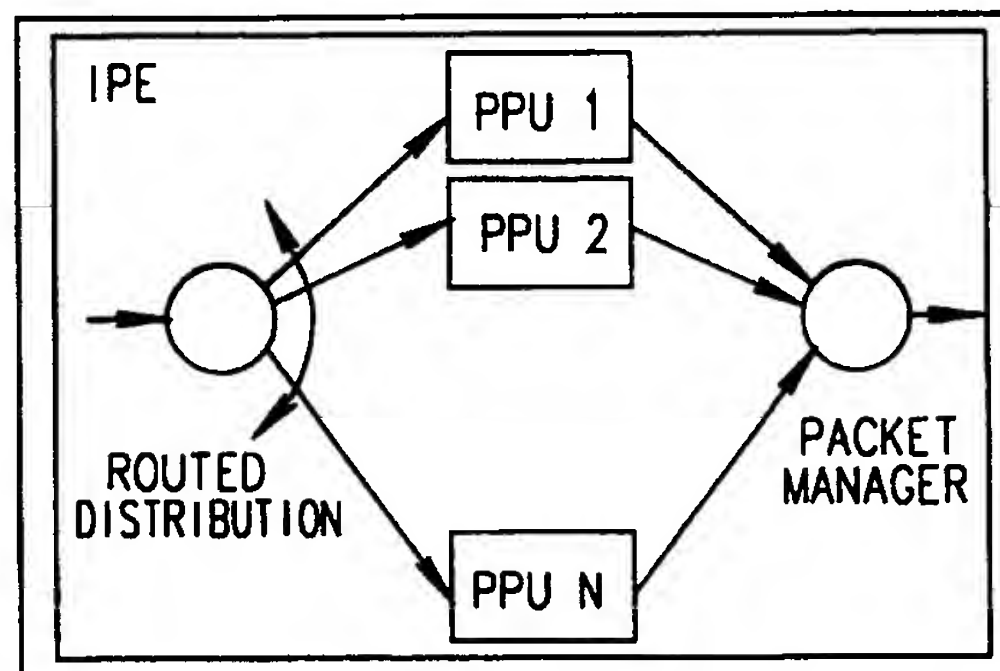 IPE
PPU 1
PPU 2
ROUTED
DISTRIBUTION
PACKET
MANAGER
PPU N